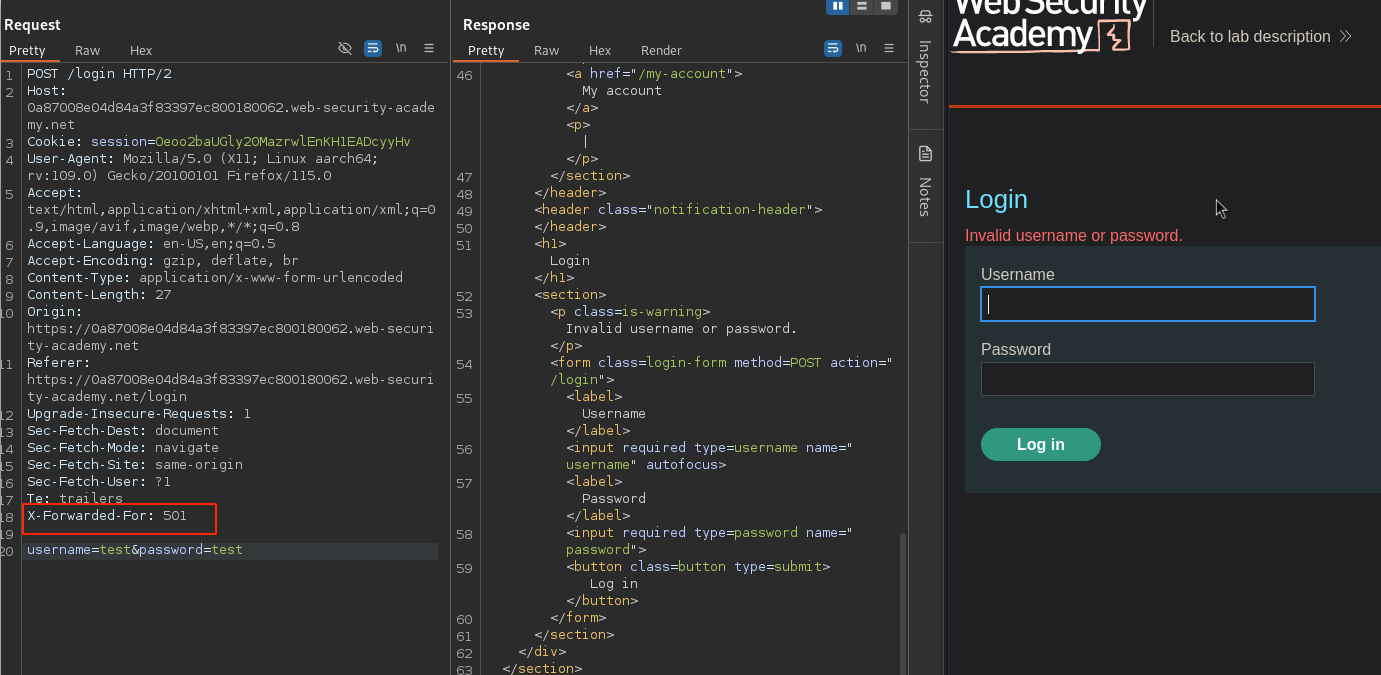 Request
Pretty Raw Hex
\n
1 POST /login HTTP/2
2 Host:
0a87008e04d84a3f83397ec800180062.web-security-acade
my.net
3 Cookie: session=Oeoo2baUGly20MazrwlEnKH1EADcyyHv
4 User-Agent: Mozilla/5.0 (X11; Linux aarch64;
rv:109.0) Gecko/20100101 Firefox/115.0
5 Accept:
text/html,application/xhtml+xml,application/xml;q=0
.9,image/avif,image/webp,*/*;q=0.8
6 Accept-Language: en-US,en;q=0.5
7 Accept-Encoding: gzip, deflate, br
8 Content-Type: application/x-www-form-urlencoded
9 Content-Length: 27
10 Origin:
https://0a87008e04d84a3f83397ec800180062.web-securi
ty-academy.net
11 Referer:
https://0a87008e04d84a3f83397ec800180062.web-securi
ty-academy.net/login
12 Upgrade-Insecure-Requests: 1
13 Sec-Fetch-Dest: document
14 Sec-Fetch-Mode: navigate
15 Sec-Fetch-Site: same-origin
16 Sec-Fetch-User: ?1
17 Te: trailers
18 X-Forwarded-For: 501
19
20 username=test&password=test
Response
Pretty Raw Hex Render
\n
46 <a href="/my-account">
My account
</a>
<p>
|
</p>
47 </section>
48 </header>
49 <header class="notification-header">
50 </header>
51 <h1>
Login
</h1>
52 <section>
53 <p class=is-warning>
Invalid username or password.
</p>
54 <form class=login-form method=POST action="
/login">
55 <label>
Username
</label>
56 <input required type=username name="
username" autofocus>
57 <label>
Password
</label>
58 <input required type=password name="
password">
59 <button class=button type=submit>
Log in
</button>
60 </form>
61 </section>
62 </div>
63 </section>
Inspector
Notes
Web Security
Academy
Back to lab description
Login
Invalid username or password.
Username
Password
Log in